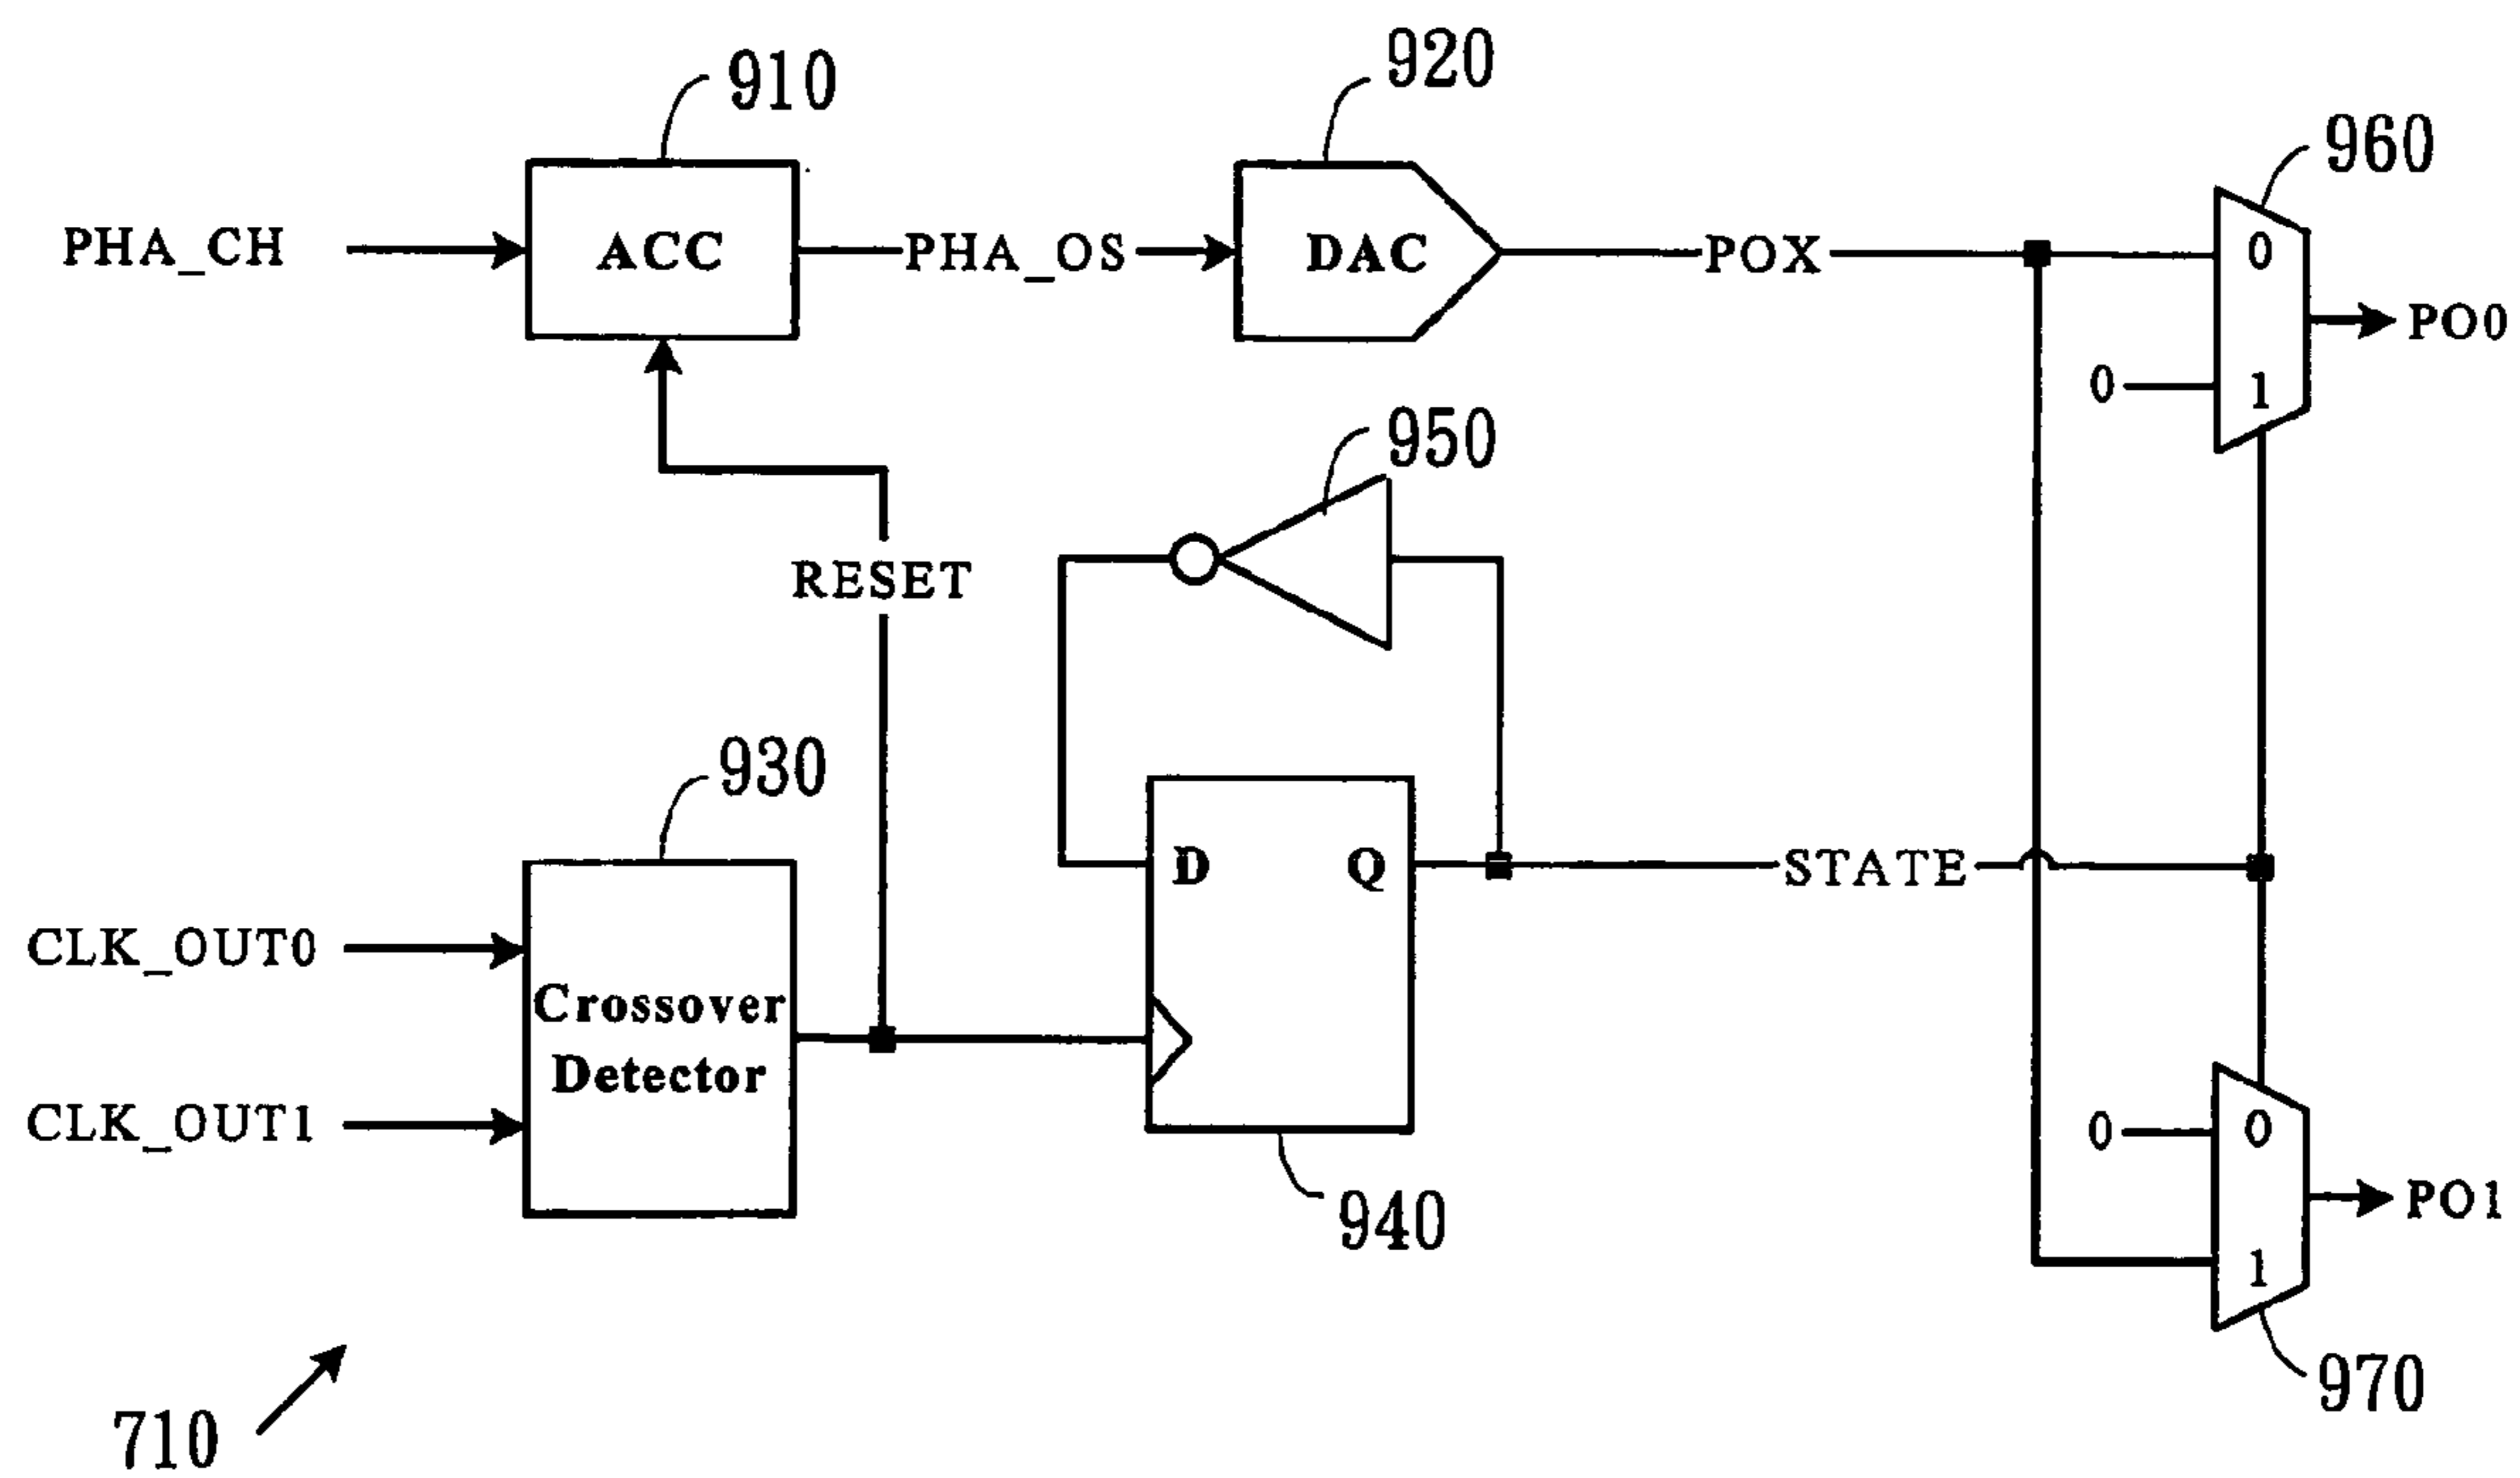 910
920
960
PHA_CH
ACC
PHA_OS
DAC
POX
0
PO0
0
1
950
RESET
930
D
Q
STATE
CLK_OUT0
Crossover
Detector
CLK_OUT1
0
0
PO1
940
1
970
710